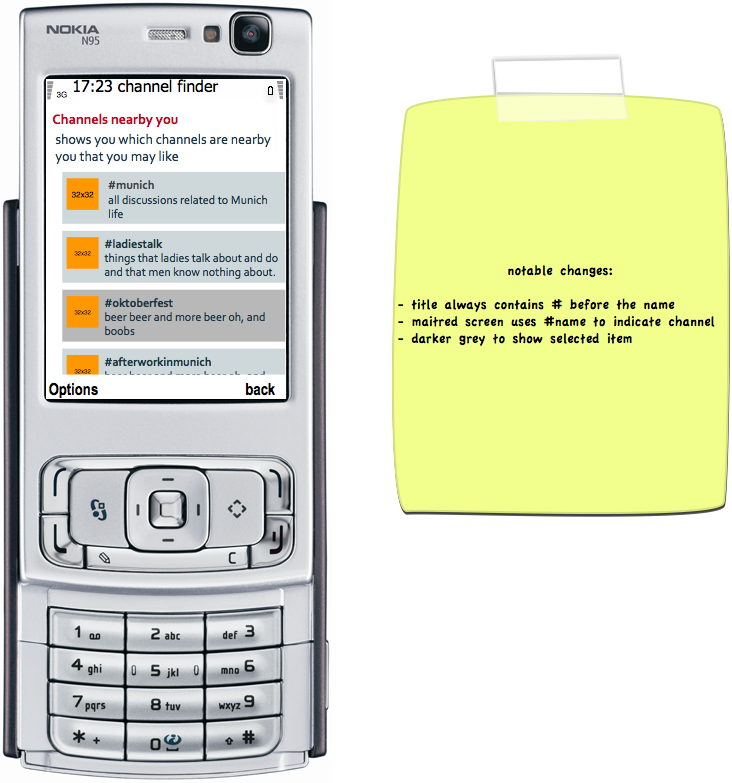 NOKIA
N95
3G 17:23 channel finder
Channels nearby you
shows you which channels are nearby
you that you may like
32x32
#munich
all discussions related to Munich
life
32x32
#ladiestalk
things that ladies talk about and do
and that men know nothing about.
32x32
#oktoberfest
beer beer and more beer oh, and
boobs
32x32
#afterworkinmunich
Options back
C
1 2 abc def 3
4 ghi 5 jkl mno 6
7 pqrs 8 tuv wxyz 9
* + 0 #
notable changes:
- title always contains # before the name
- maitred screen uses #name to indicate channel
- darker grey to show selected item